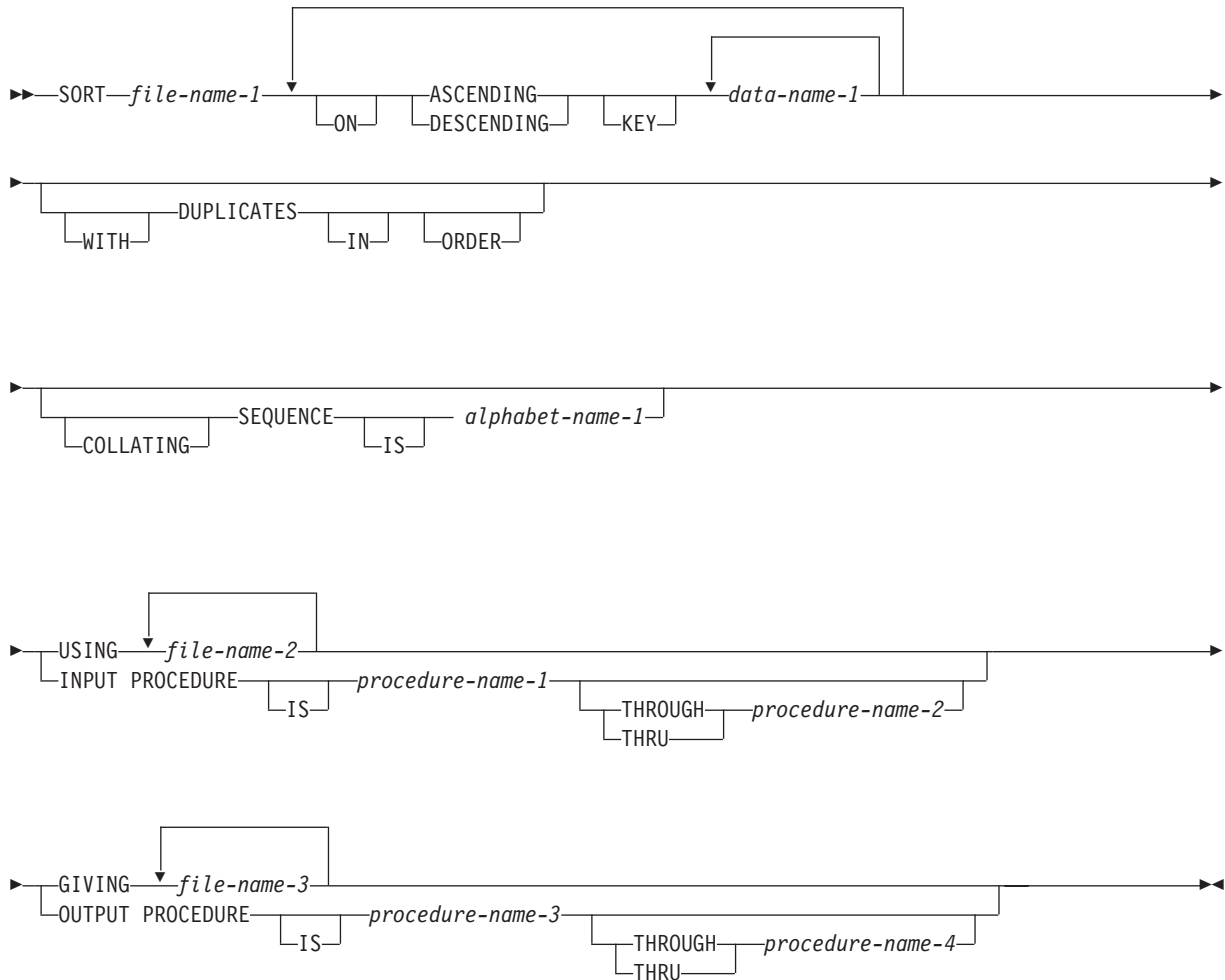 SORT file-name-1 ASCENDING data-name-1
ON DESCENDING KEY
DUPLICATES
WITH IN ORDER
SEQUENCE alphabet-name-1
COLLATING IS
USING file-name-2
INPUT PROCEDURE procedure-name-1
IS THROUGH procedure-name-2
THRU
GIVING file-name-3
OUTPUT PROCEDURE procedure-name-3
IS THROUGH procedure-name-4
THRU